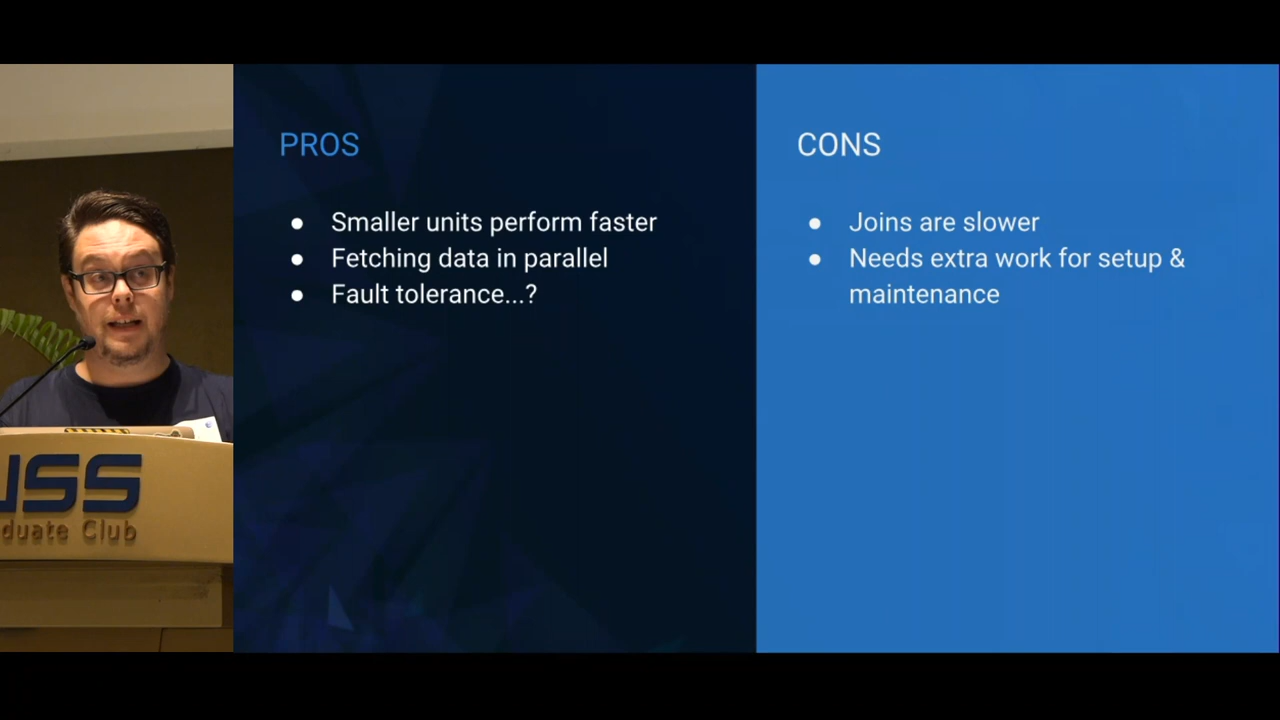 PROS
● Smaller units perform faster
● Fetching data in parallel
● Fault tolerance...?
CONS
● Joins are slower
● Needs extra work for setup &
maintenance
USS
duate Club